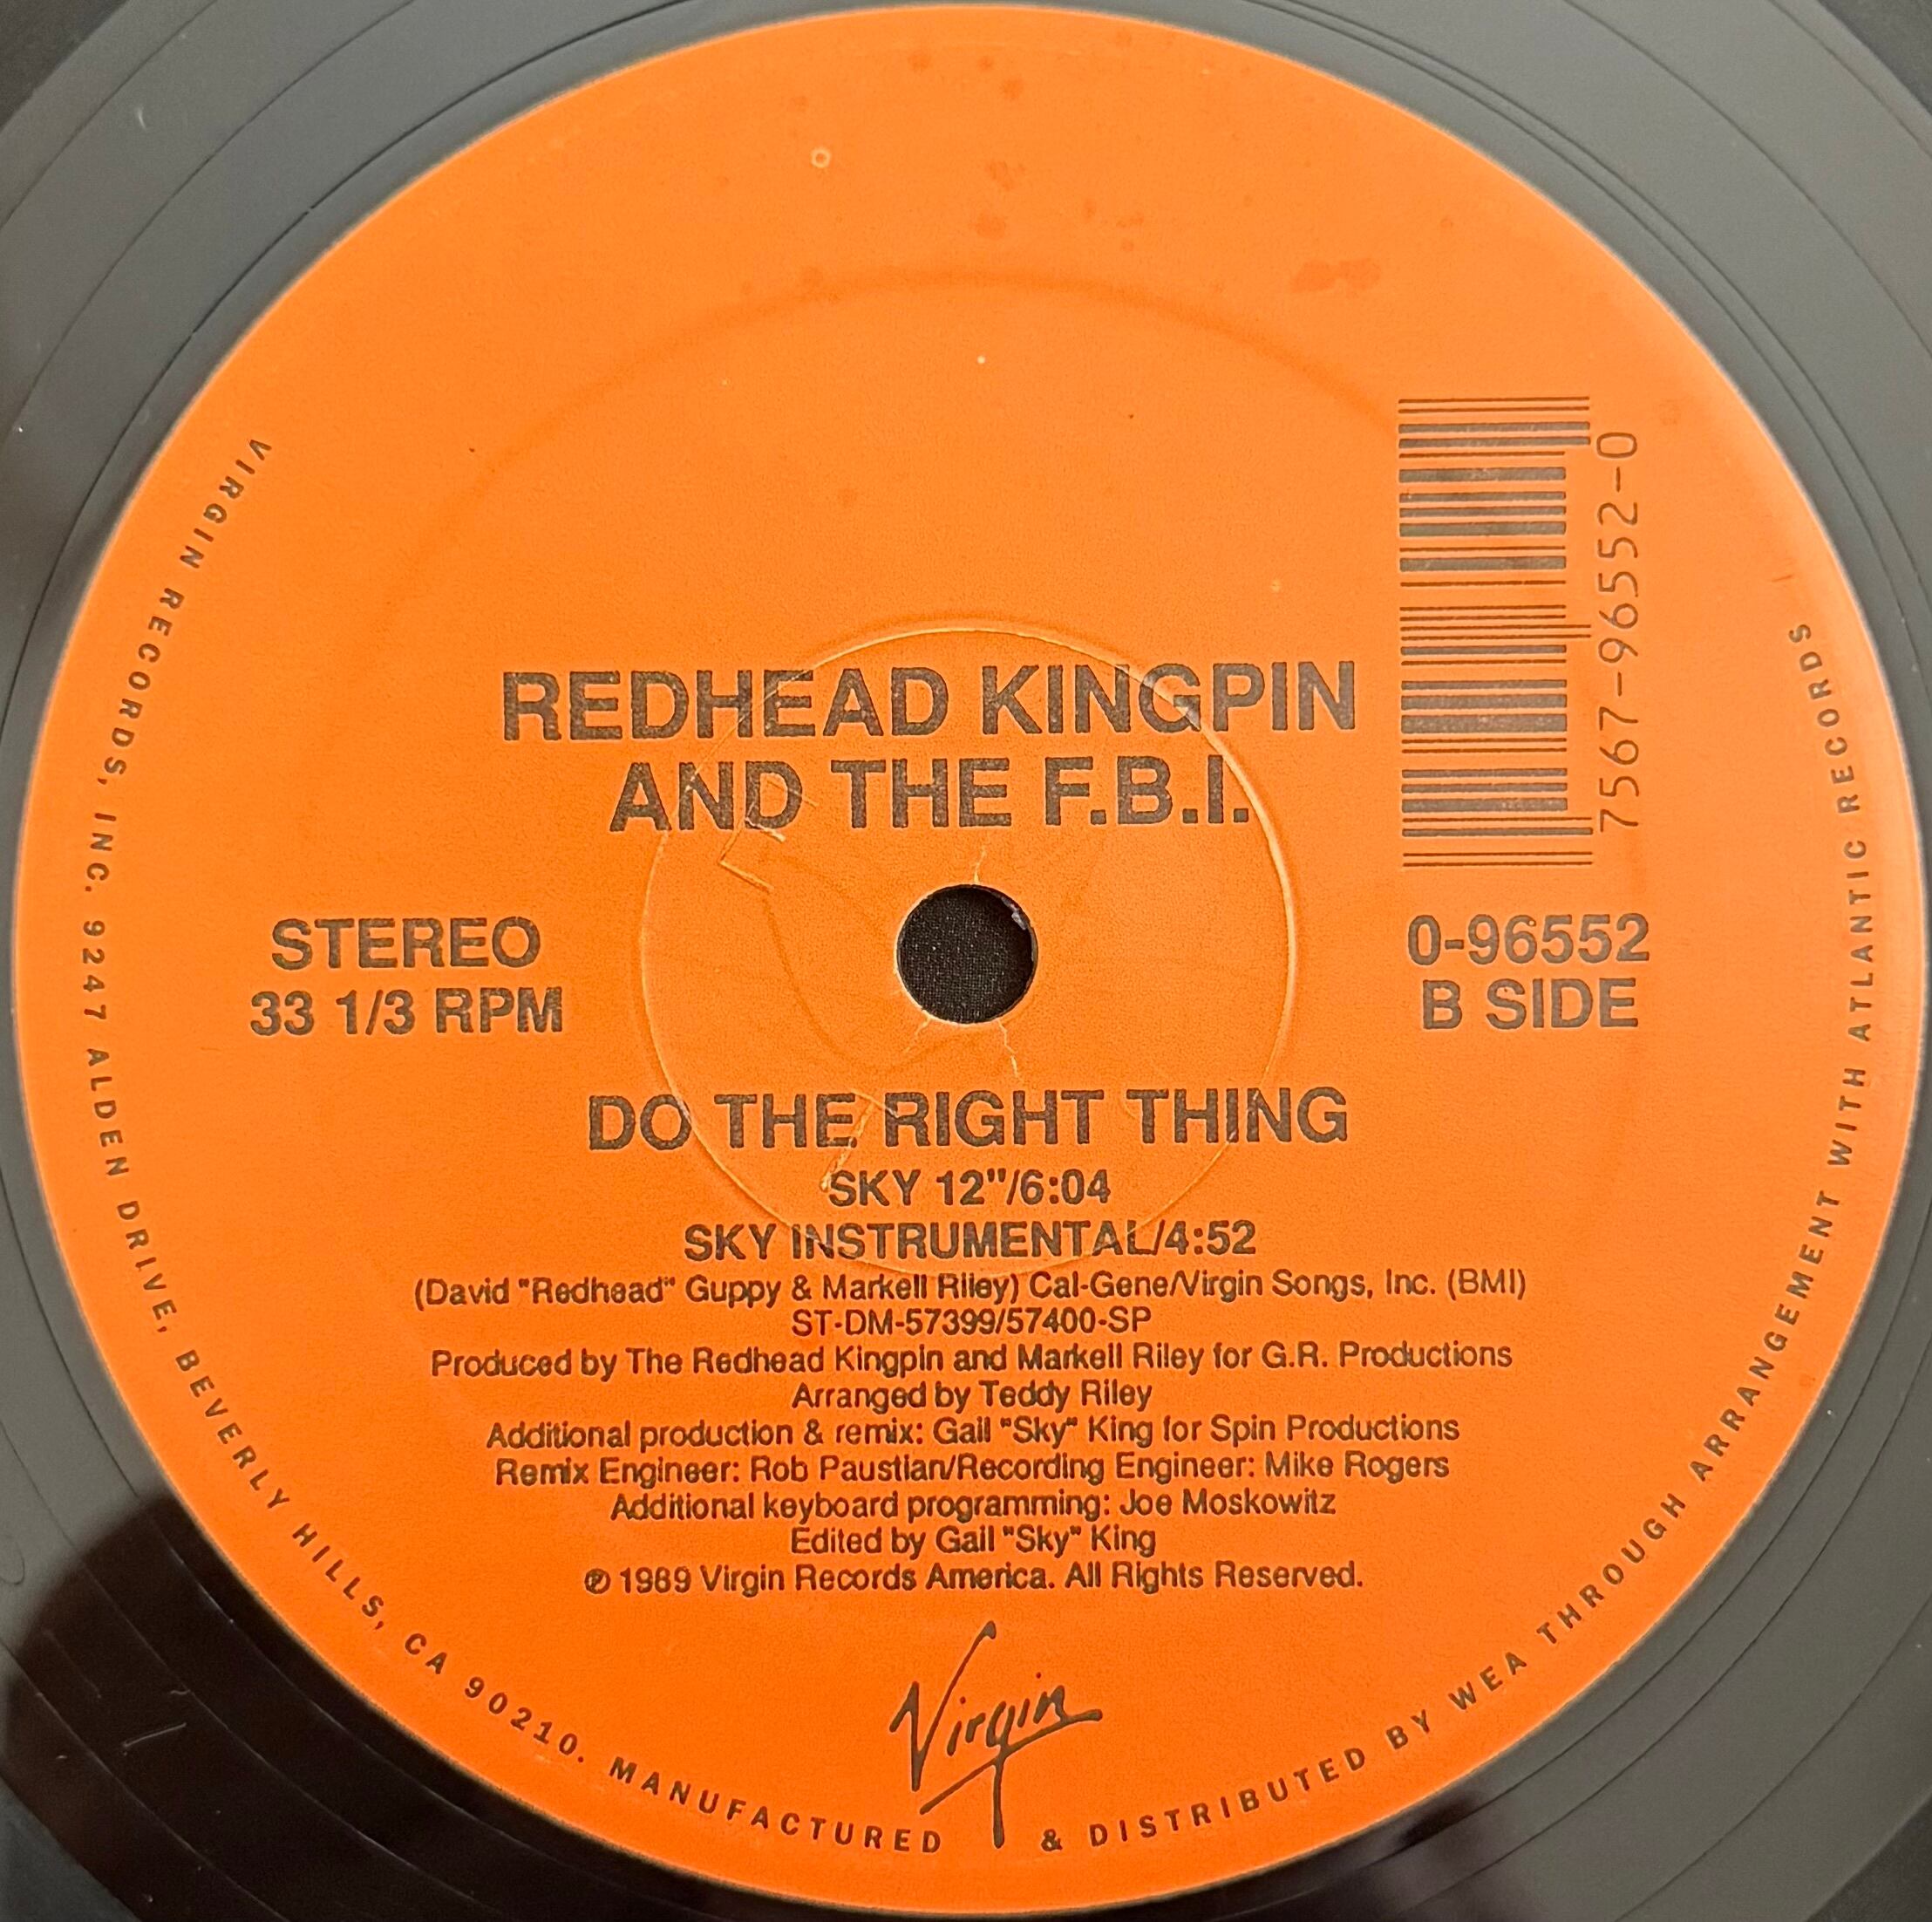 REDHEAD KINGPIN
AND THE F.B.I.
7567-96552-0
STEREO
33 1/3 RPM
0-96552
B SIDE
DO THE RIGHT THING
SKY 12"/6:04
SKY INSTRUMENTAL/4:52
(David "Redhead" Guppy & Markell Riley) Cal-Gene/Virgin Songs, Inc. (BMI)
ST-DM-57399/57400-SP
Produced by The Redhead Kingpin and Markell Riley for G.R. Productions
Arranged by Teddy Riley
Additional production & remix: Gail "Sky" King for Spin Productions
Remix Engineer: Rob Paustian/Recording Engineer: Mike Rogers
Additional keyboard programming: Joe Moskowitz
Edited by Gail "Sky" King
℗ 1989 Virgin Records America. All Rights Reserved.
Virgin
VIRGIN RECORDS, INC. 9247 ALDEN DRIVE, BEVERLY HILLS, CA 90210. MANUFACTURED & DISTRIBUTED BY WEA THROUGH ARRANGEMENT WITH ATLANTIC RECORDS